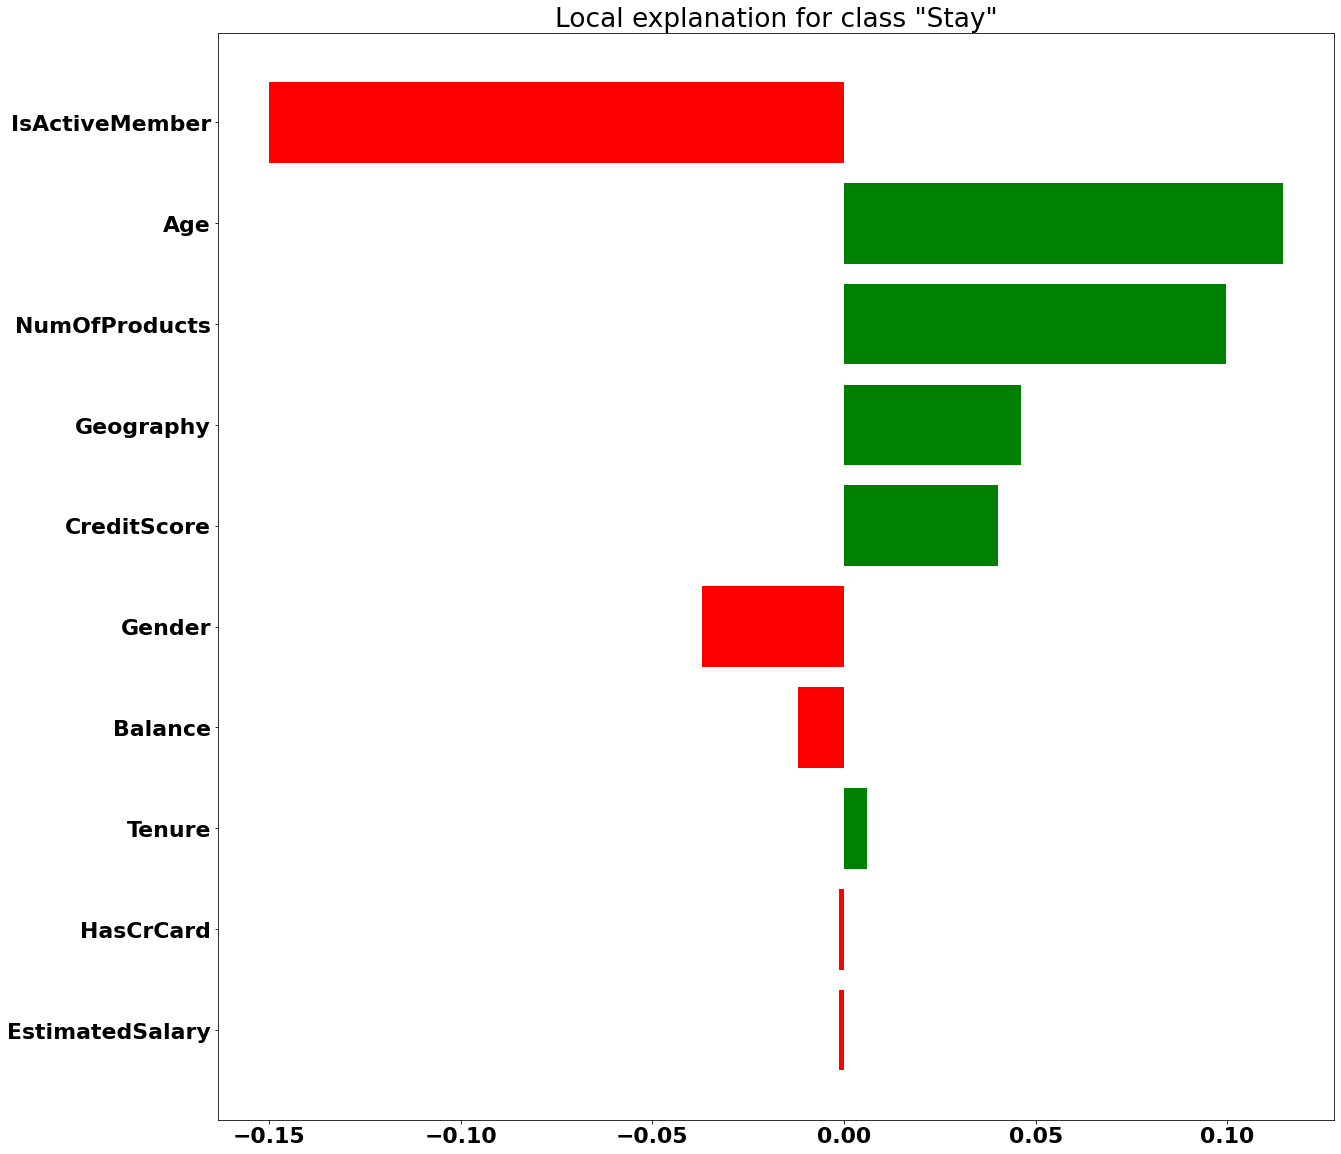 Local explanation for class "Stay"
IsActiveMember
Age
NumOfProducts
Geography
CreditScore
Gender
Balance
Tenure
HasCrCard
EstimatedSalary
−0.15 −0.10 −0.05 0.00 0.05 0.10